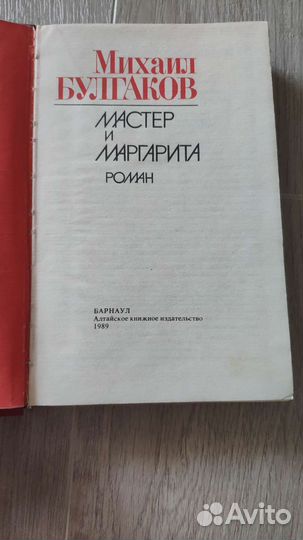 Михаил
БУЛГАКОВ
МАСТЕР
И
МАРГАРИТА
РОМАН
БАРНАУЛ
Алтайское книжное издательство
1989
Avito